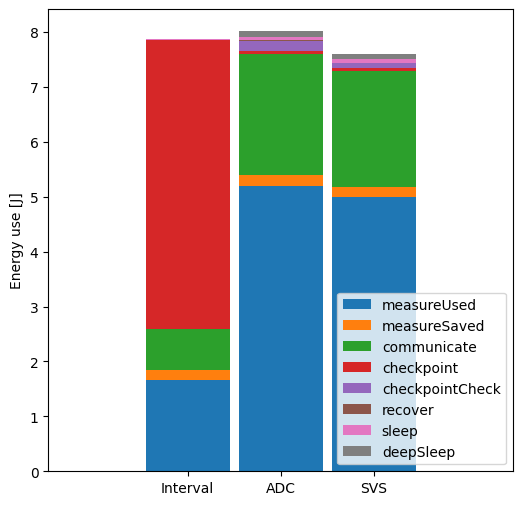 Energy use [J]
8
7
6
5
4
3
2
1
0
Interval ADC SVS
measureUsed
measureSaved
communicate
checkpoint
checkpointCheck
recover
sleep
deepSleep